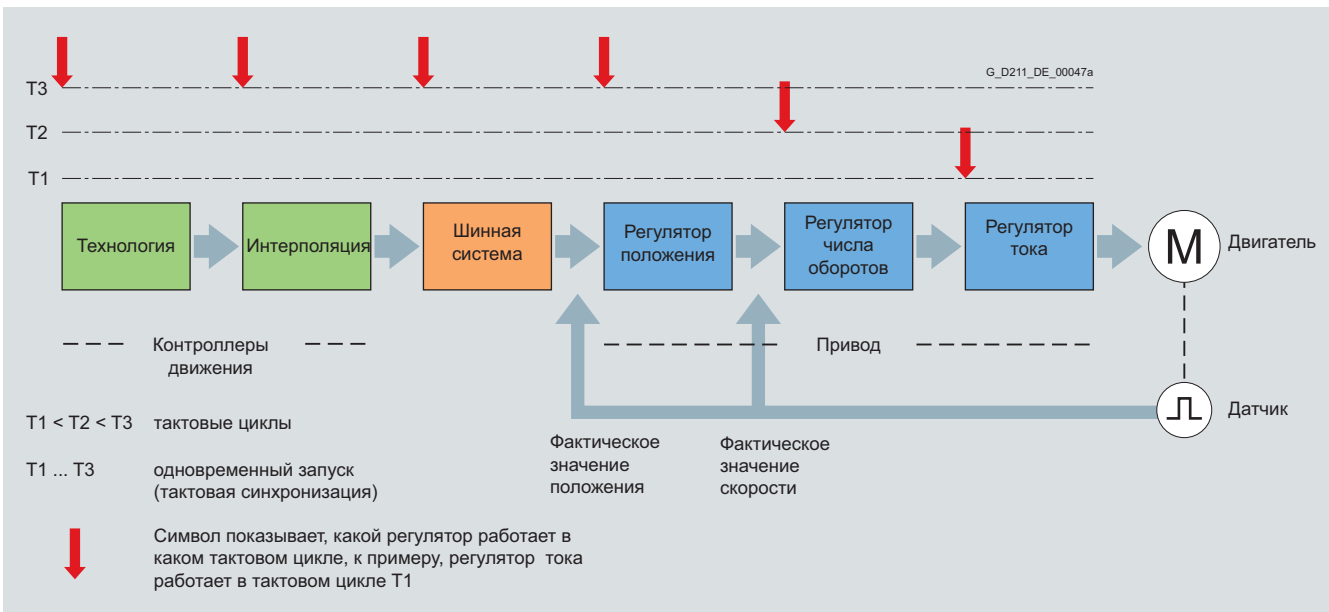 G_D211_DE_00047a
T3
T2
T1
Технология
Интерполяция
Шинная
система
Регулятор
положения
Регулятор
числа
оборотов
Регулятор
тока
M
Двигатель
Контроллеры
движения
Привод
T1 < T2 < T3 тактовые циклы
Датчик
Фактическое
значение
положения
Фактическое
значение
скорости
T1 ... T3 одновременный запуск
(тактовая синхронизация)
Символ показывает, какой регулятор работает в
каком тактовом цикле, к примеру, регулятор тока
работает в тактовом цикле T1